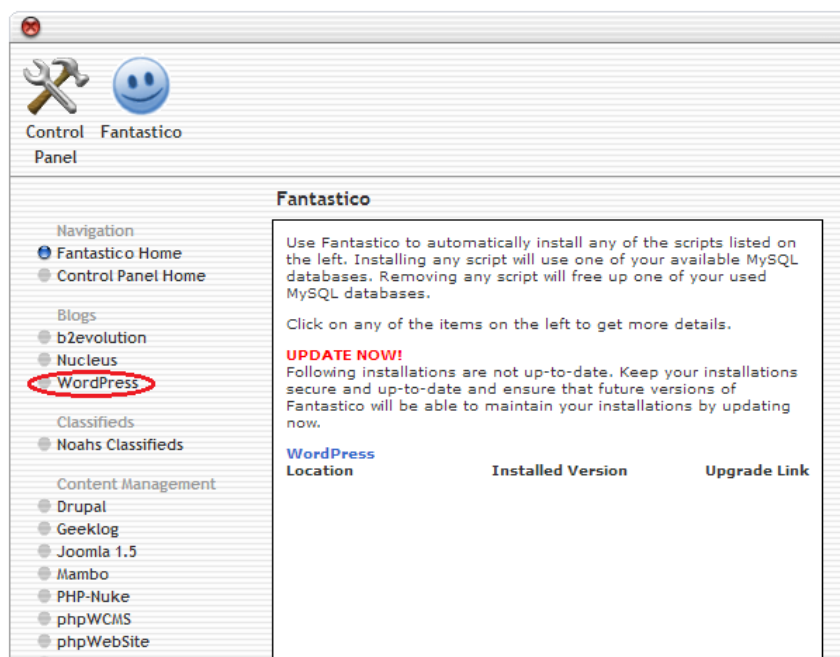 Control Panel
Fantastico
Fantastico
Navigation
Fantastico Home
Control Panel Home
Blogs
b2evolution
Nucleus
WordPress
Classifieds
Noahs Classifieds
Content Management
Drupal
Geeklog
Joomla 1.5
Mambo
PHP-Nuke
phpWCMS
phpWebSite
Use Fantastico to automatically install any of the scripts listed on
the left. Installing any script will use one of your available MySQL
databases. Removing any script will free up one of your used
MySQL databases.
Click on any of the items on the left to get more details.
UPDATE NOW!
Following installations are not up-to-date. Keep your installations
secure and up-to-date and ensure that future versions of
Fantastico will be able to maintain your installations by updating
now.
WordPress
Location Installed Version Upgrade Link